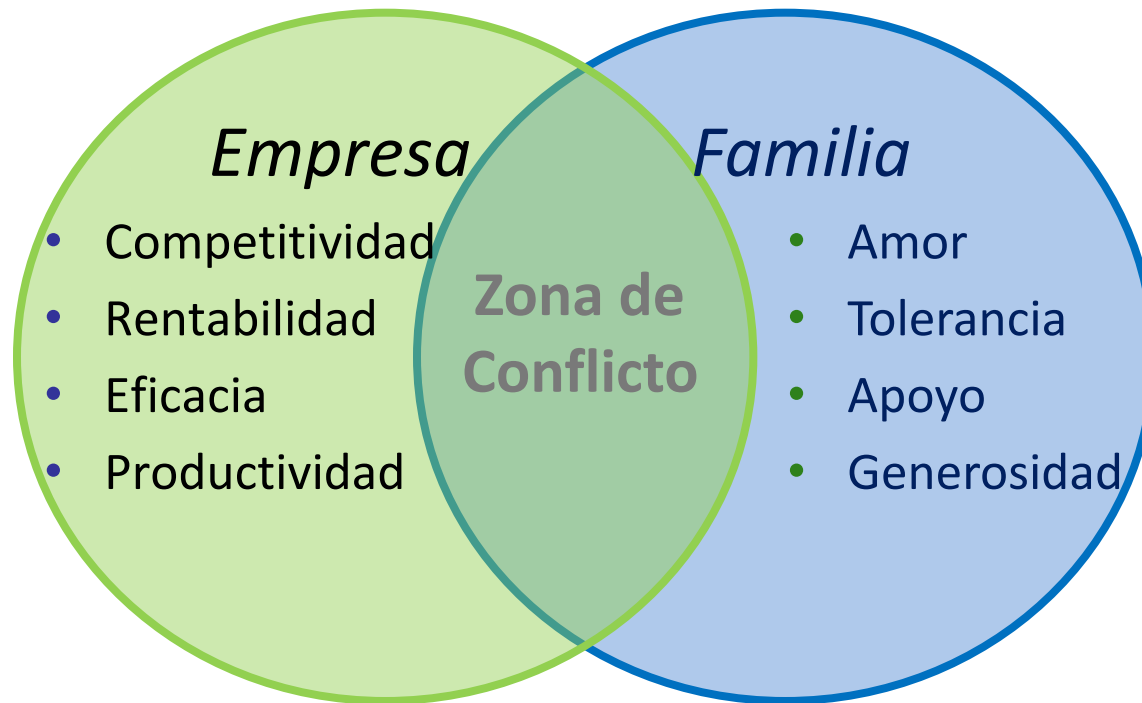 Empresa
• Competitividad
• Rentabilidad
• Eficacia
• Productividad
Zona de
Conflicto
Familia
• Amor
• Tolerancia
• Apoyo
• Generosidad